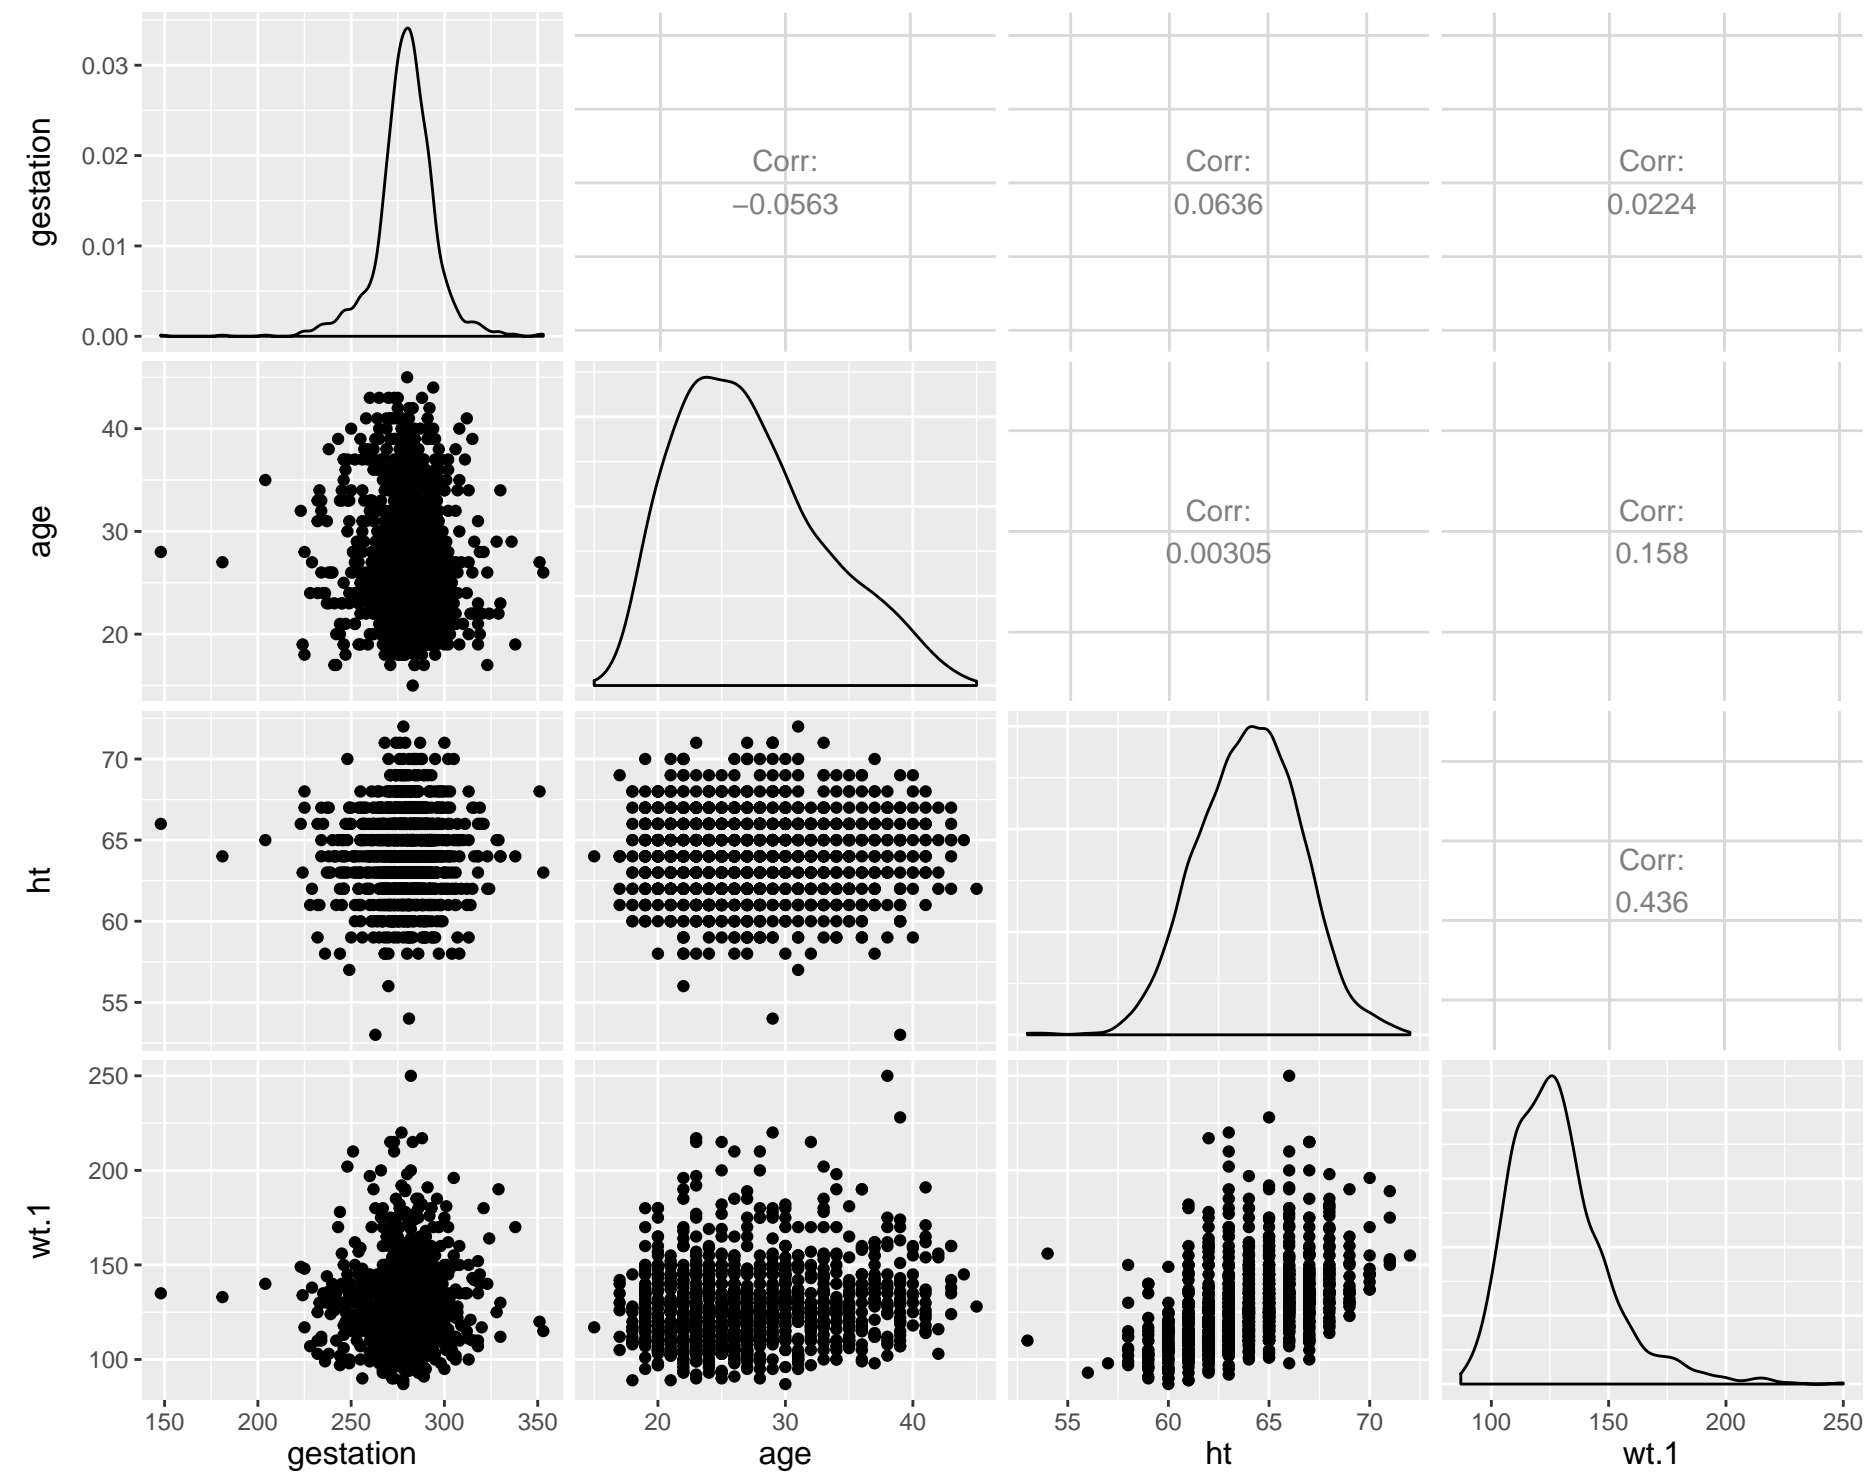 gestation
0.03
0.02
0.01
0.00
Corr:
−0.0563
Corr:
0.0636
Corr:
0.0224
age
40
30
20
Corr:
0.00305
Corr:
0.158
ht
70
65
60
55
Corr:
0.436
wt.1
250
200
150
100
150 200 250 300 350
20 30 40
55 60 65 70
100 150 200 250
gestation age ht wt.1